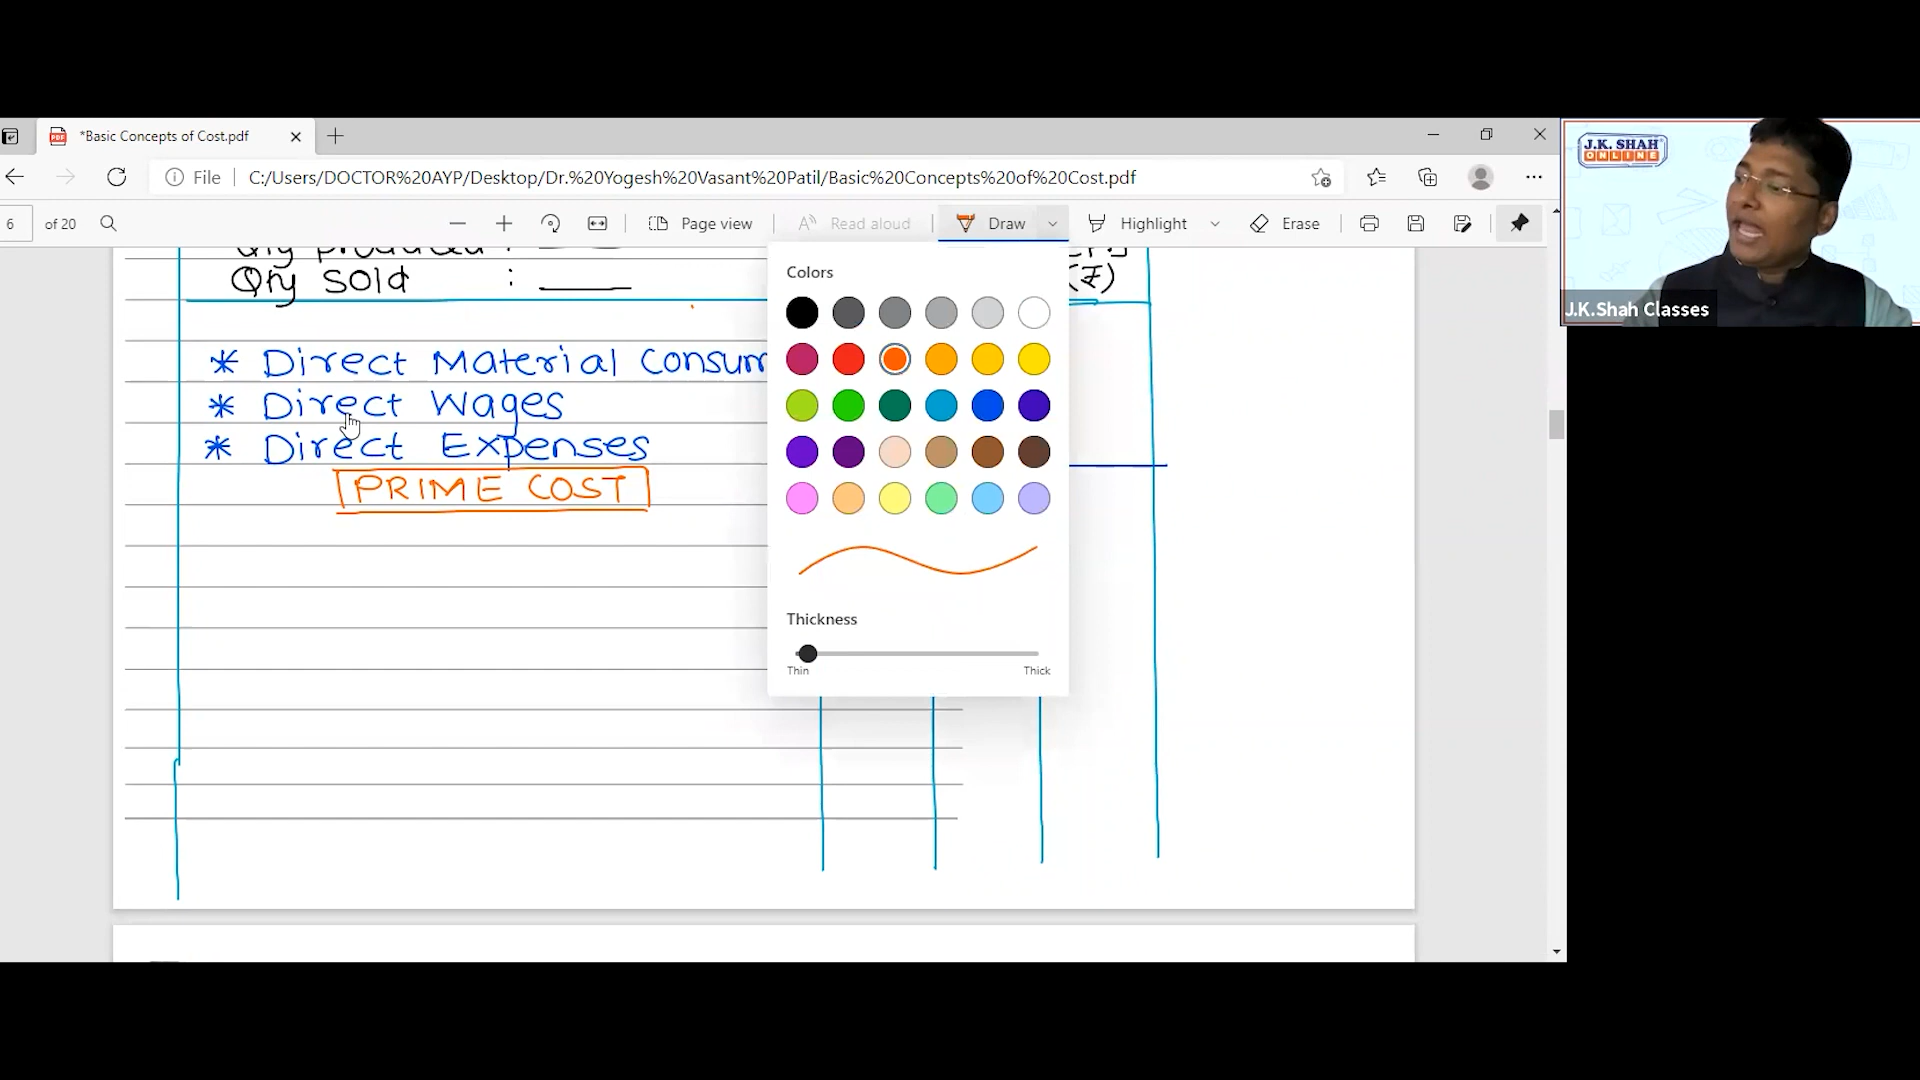 *Basic Concepts of Cost.pdf
File
C:/Users/DOCTOR%20AYP/Desktop/Dr.%20Yogesh%20Vasant%20Patil/Basic%20Concepts%20of%20Cost.pdf
6 of 20
Page view
Read aloud
Draw
Highlight
Erase
Qty produced :
Qty Sold : (₹)
* Direct Material Consum
* Direct Wages
* Direct Expenses
PRIME COST
Colors
Thickness
Thin Thick
J.K. SHAH
ONLINE
J.K.Shah Classes